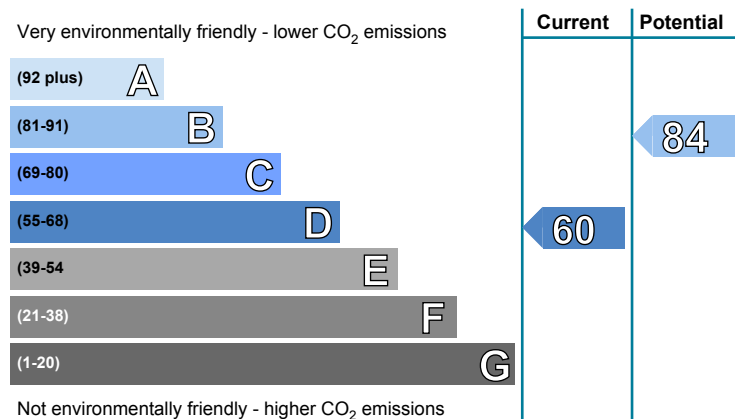 Current Potential
Very environmentally friendly - lower CO₂ emissions
(92 plus) A
(81-91) B
84
(69-80) C
(55-68) D
60
(39-54 E
(21-38) F
(1-20) G
Not environmentally friendly - higher CO₂ emissions